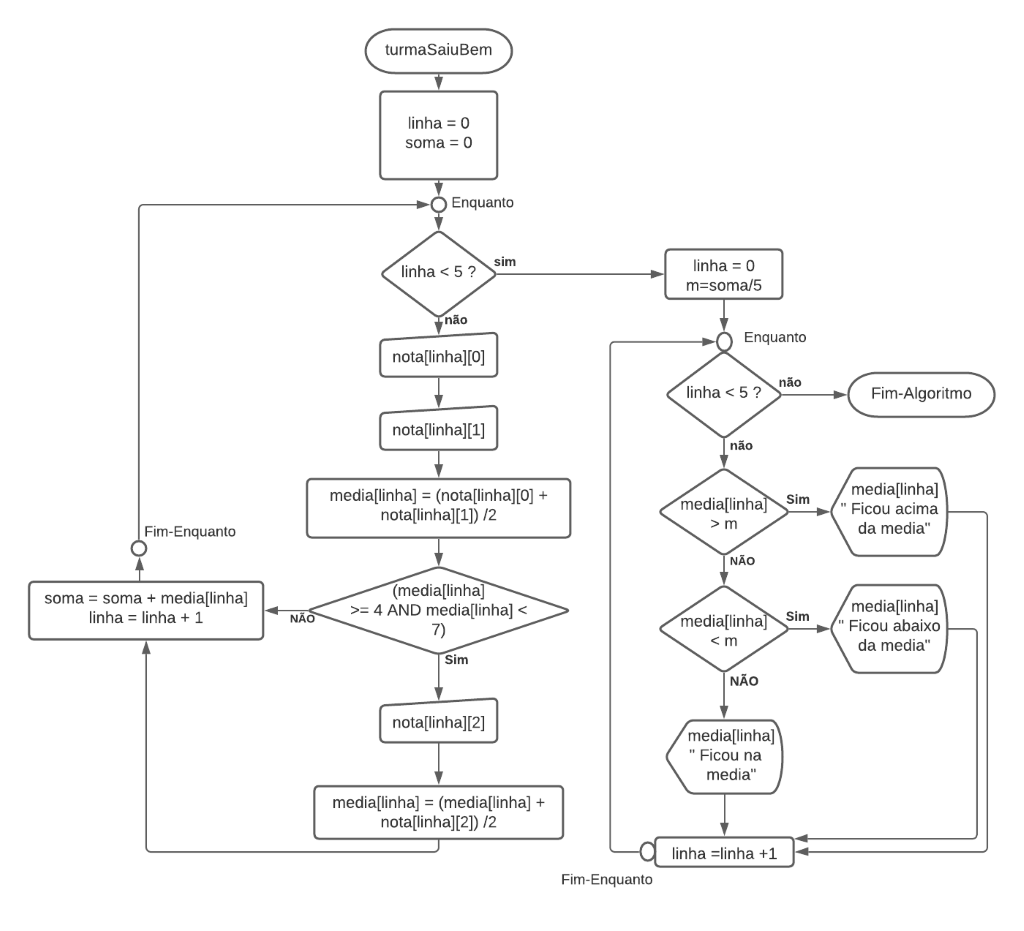 turmaSaiuBem
linha = 0
soma = 0
Enquanto
linha < 5 ?
sim
não
nota[linha][0]
nota[linha][1]
media[linha] = (nota[linha][0] +
nota[linha][1]) /2
(media[linha]
>= 4 AND media[linha] <
7)
NÃO
Sim
soma = soma + media[linha]
linha = linha + 1
Fim-Enquanto
nota[linha][2]
media[linha] = (media[linha] +
nota[linha][2]) /2
linha = 0
m=soma/5
Enquanto
linha < 5 ?
não
Fim-Algoritmo
não
media[linha]
> m
Sim
media[linha]
" Ficou acima
da media"
NÃO
media[linha]
< m
Sim
media[linha]
" Ficou abaixo
da media"
NÃO
media[linha]
" Ficou na
media"
linha =linha +1
Fim-Enquanto